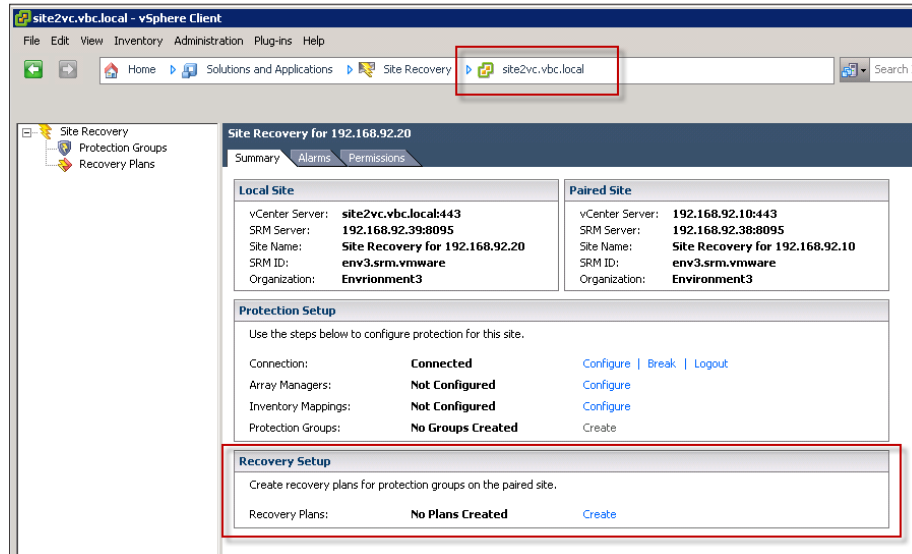 site2vc.vbc.local - vSphere Client
File Edit View Inventory Administration Plug-ins Help
Home Solutions and Applications Site Recovery site2vc.vbc.local Search
Site Recovery
Protection Groups
Recovery Plans
Site Recovery for 192.168.92.20
Summary Alarms Permissions
Local Site
vCenter Server: site2vc.vbc.local:443
SRM Server: 192.168.92.39:8095
Site Name: Site Recovery for 192.168.92.20
SRM ID: env3.srm.vmware
Organization: Envrionment3
Paired Site
vCenter Server: 192.168.92.10:443
SRM Server: 192.168.92.38:8095
Site Name: Site Recovery for 192.168.92.10
SRM ID: env3.srm.vmware
Organization: Environment3
Protection Setup
Use the steps below to configure protection for this site.
Connection: Connected Configure | Break | Logout
Array Managers: Not Configured Configure
Inventory Mappings: Not Configured Configure
Protection Groups: No Groups Created Create
Recovery Setup
Create recovery plans for protection groups on the paired site.
Recovery Plans: No Plans Created Create